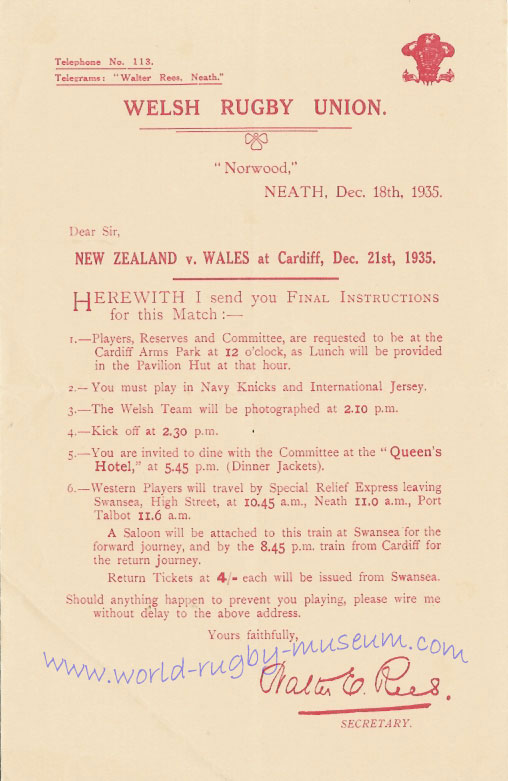 Telephone No. 113.
Telegrams: "Walter Rees, Neath."
WELSH RUGBY UNION.
"Norwood,"
NEATH, Dec. 18th, 1935.
Dear Sir,
NEW ZEALAND v. WALES at Cardiff, Dec. 21st, 1935.
HEREWITH I send you FINAL INSTRUCTIONS
for this Match :—
1.—Players, Reserves and Committee, are requested to be at the
Cardiff Arms Park at 12 o'clock, as Lunch will be provided
in the Pavilion Hut at that hour.
2.—You must play in Navy Knicks and International Jersey.
3.—The Welsh Team will be photographed at 2.10 p.m.
4.—Kick off at 2.30 p.m.
5.—You are invited to dine with the Committee at the "Queen's
Hotel," at 5.45 p.m. (Dinner Jackets).
6.—Western Players will travel by Special Relief Express leaving
Swansea, High Street, at 10.45 a.m., Neath 11.0 a.m., Port
Talbot 11.6 a.m.
A Saloon will be attached to this train at Swansea for the
forward journey, and by the 8.45 p.m. train from Cardiff for
the return journey.
Return Tickets at 4/- each will be issued from Swansea.
Should anything happen to prevent you playing, please wire me
without delay to the above address.
Yours faithfully,
www.world-rugby-museum.com
Walter E. Rees.
SECRETARY.